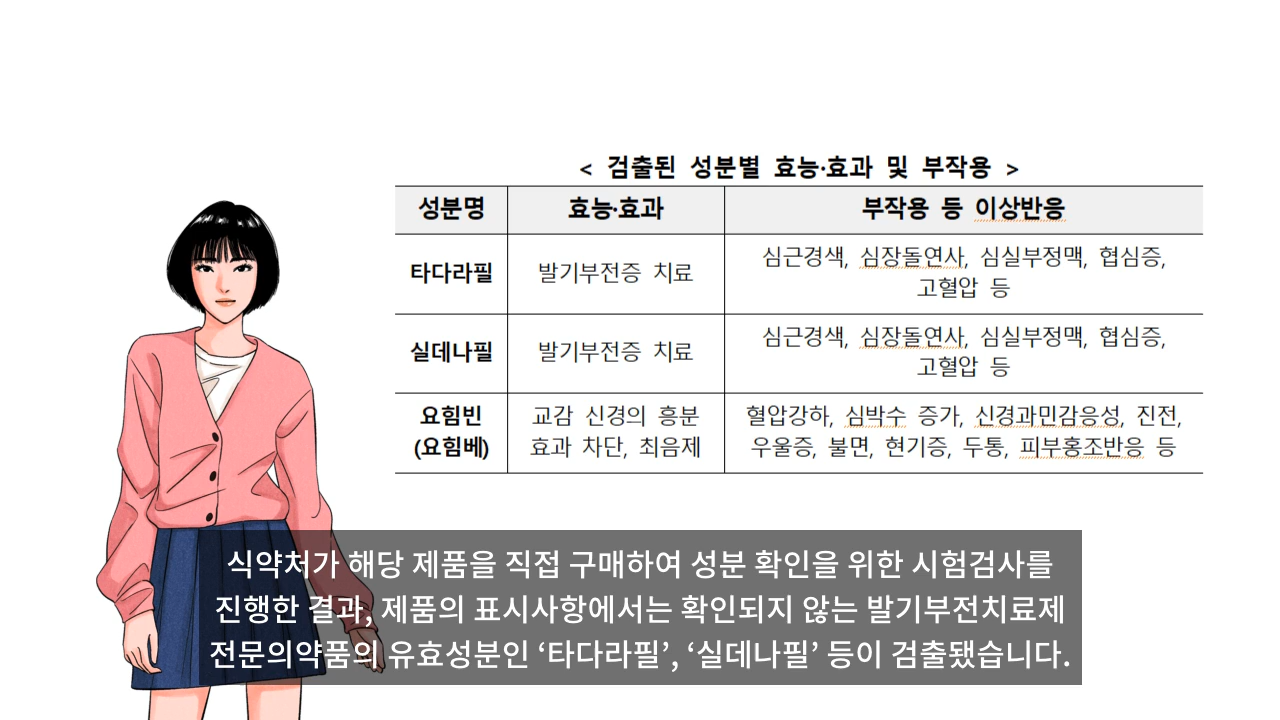 < 검출된 성분별 효능·효과 및 부작용 >
성분명 효능·효과 부작용 등 이상반응
타다라필 발기부전증 치료 심근경색, 심장돌연사, 심실부정맥, 협심증,
고혈압 등
실데나필 발기부전증 치료 심근경색, 심장돌연사, 심실부정맥, 협심증,
고혈압 등
요힘빈 교감 신경의 흥분 혈압강하, 심박수 증가, 신경과민감응성, 진전,
(요힘베) 효과 차단, 최음제 우울증, 불면, 현기증, 두통, 피부홍조반응 등
식약처가 해당 제품을 직접 구매하여 성분 확인을 위한 시험검사를
진행한 결과, 제품의 표시사항에서는 확인되지 않는 발기부전치료제
전문의약품의 유효성분인 ‘타다라필’, ‘실데나필’ 등이 검출됐습니다.